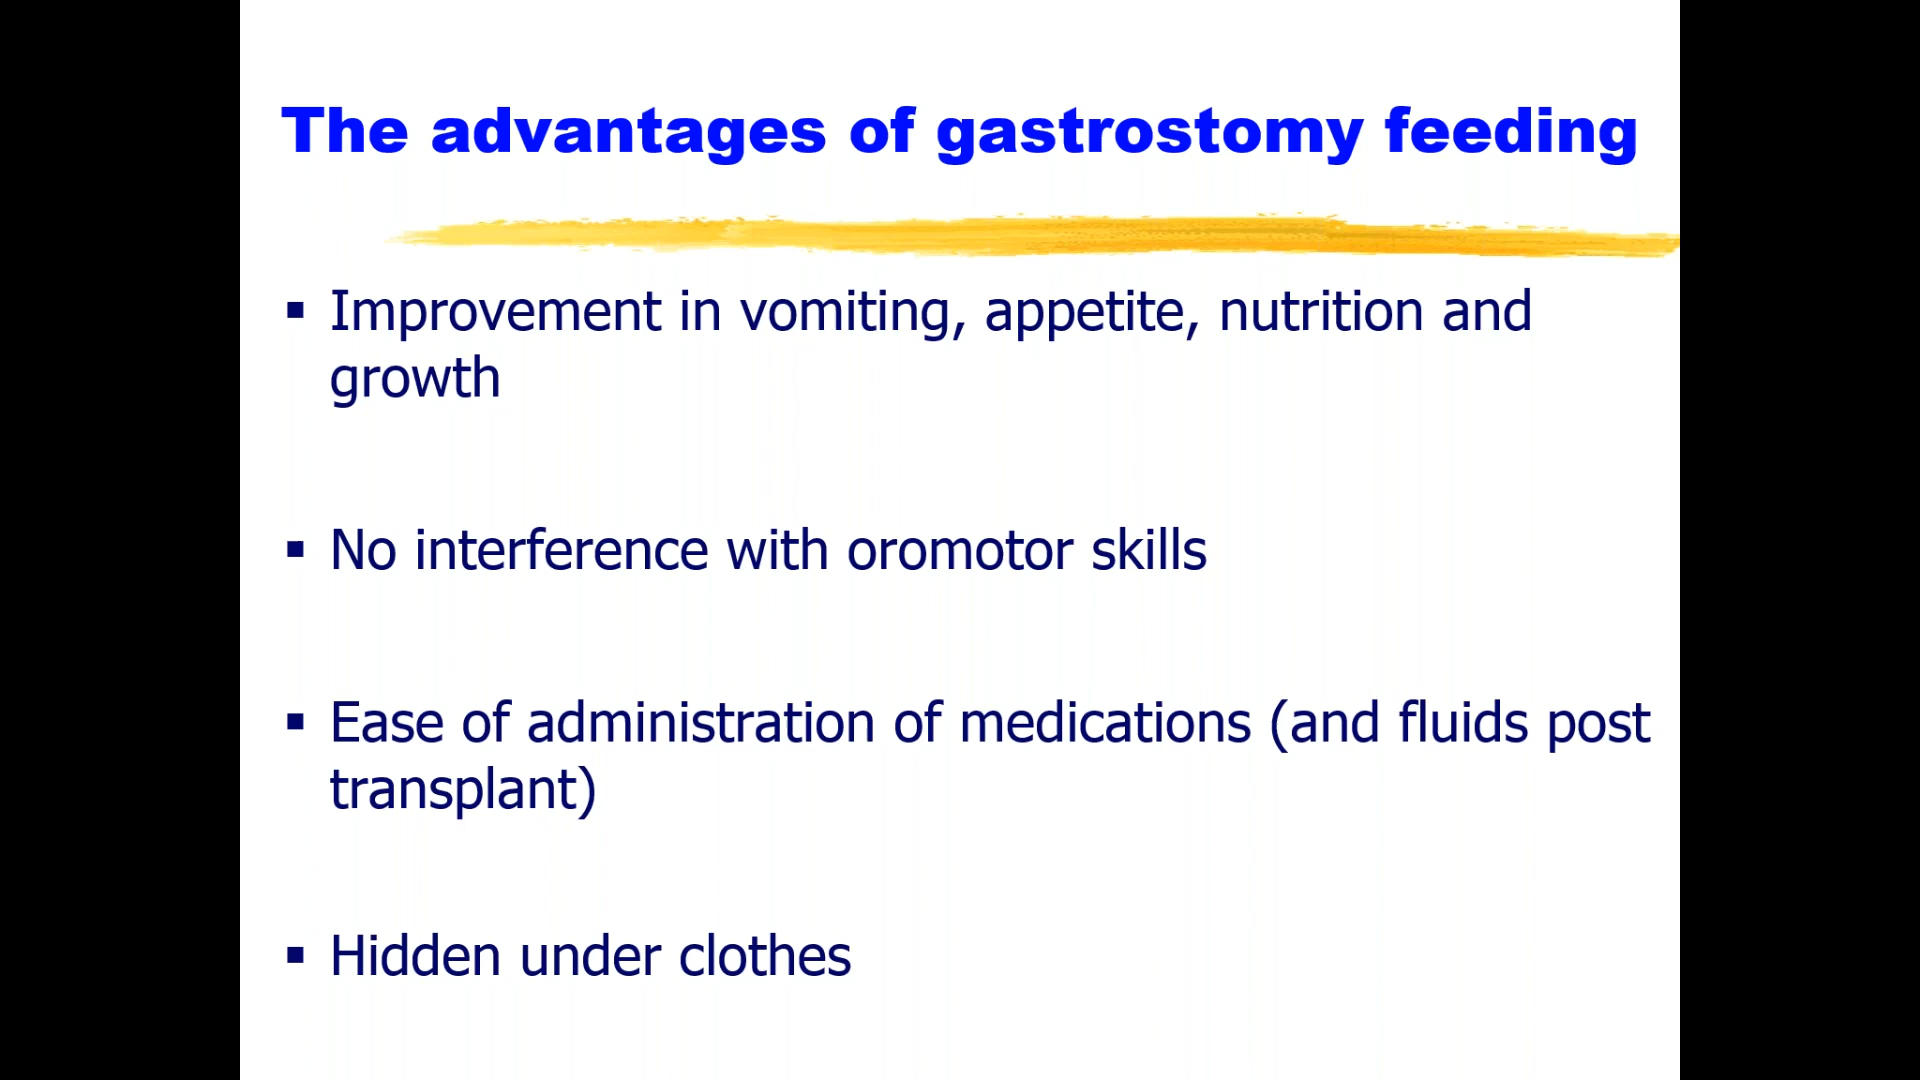 The advantages of gastrostomy feeding
▪ Improvement in vomiting, appetite, nutrition and
growth
▪ No interference with oromotor skills
▪ Ease of administration of medications (and fluids post
transplant)
▪ Hidden under clothes